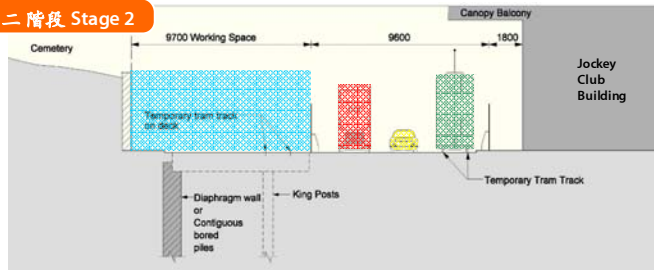 二階段 Stage 2
Canopy Balcony
Cemetery
9700 Working Space
9600
1800
Jockey
Club
Building
Temporary tram track
on deck
Temporary Tram Track
King Posts
Diaphragm wall
or
Contiguous
bored
piles